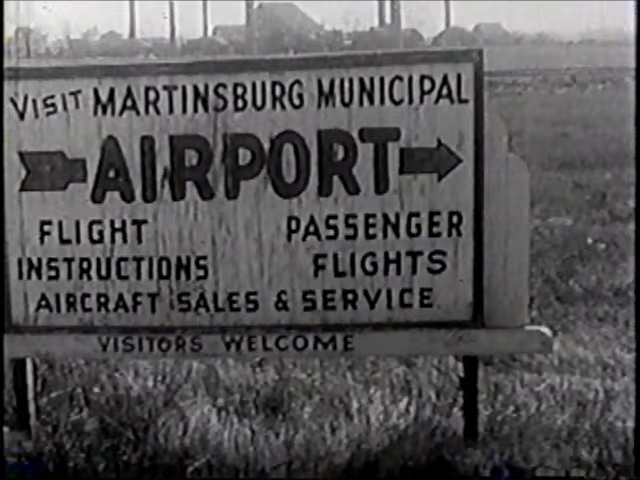 VISIT MARTINSBURG MUNICIPAL
AIRPORT
FLIGHT INSTRUCTIONS
PASSENGER FLIGHTS
AIRCRAFT SALES & SERVICE
VISITORS WELCOME